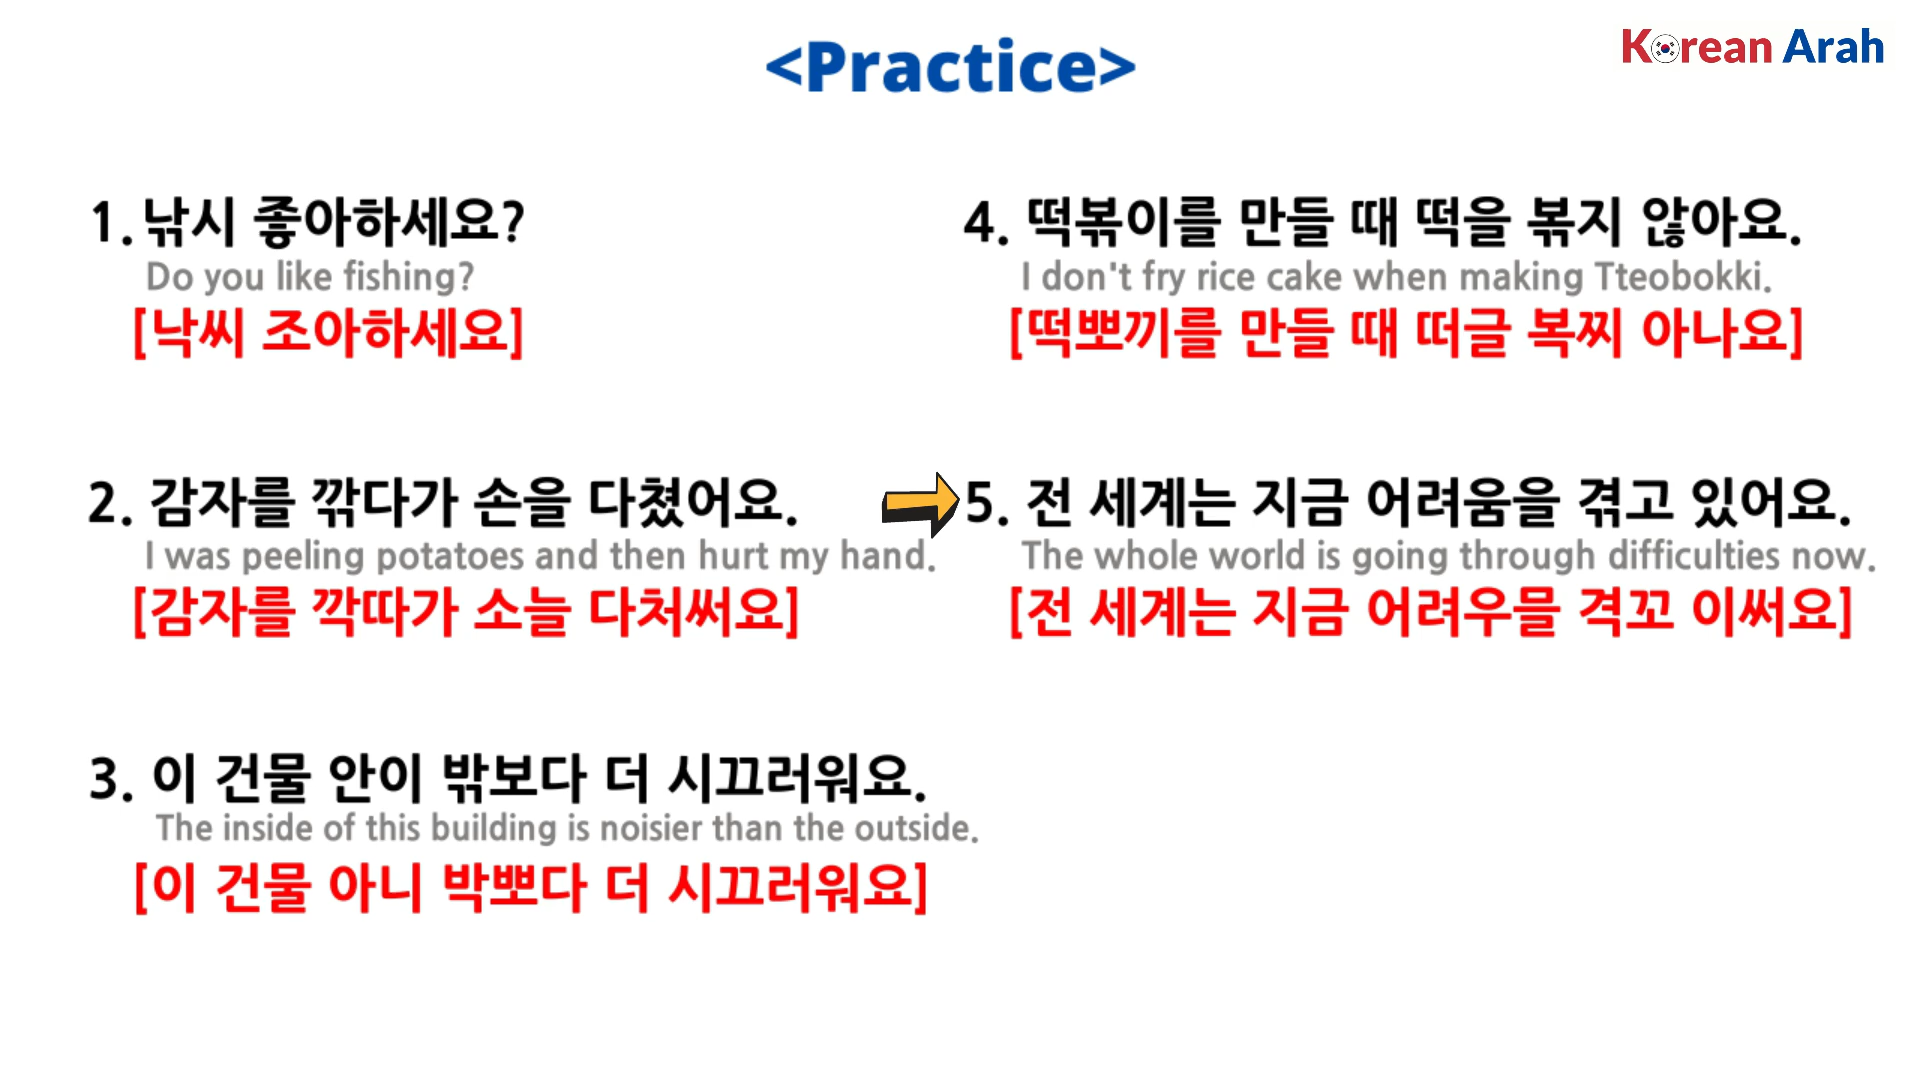 <Practice>
Korean Arah
1. 낚시 좋아하세요?
Do you like fishing?
[낙씨 조아하세요]
2. 감자를 깎다가 손을 다쳤어요.
I was peeling potatoes and then hurt my hand.
[감자를 깍따가 소늘 다처써요]
3. 이 건물 안이 밖보다 더 시끄러워요.
The inside of this building is noisier than the outside.
[이 건물 아니 박뽀다 더 시끄러워요]
4. 떡볶이를 만들 때 떡을 볶지 않아요.
I don't fry rice cake when making Tteobokki.
[떡뽀끼를 만들 때 떠글 복찌 아나요]
5. 전 세계는 지금 어려움을 겪고 있어요.
The whole world is going through difficulties now.
[전 세계는 지금 어려우믈 격꼬 이써요]